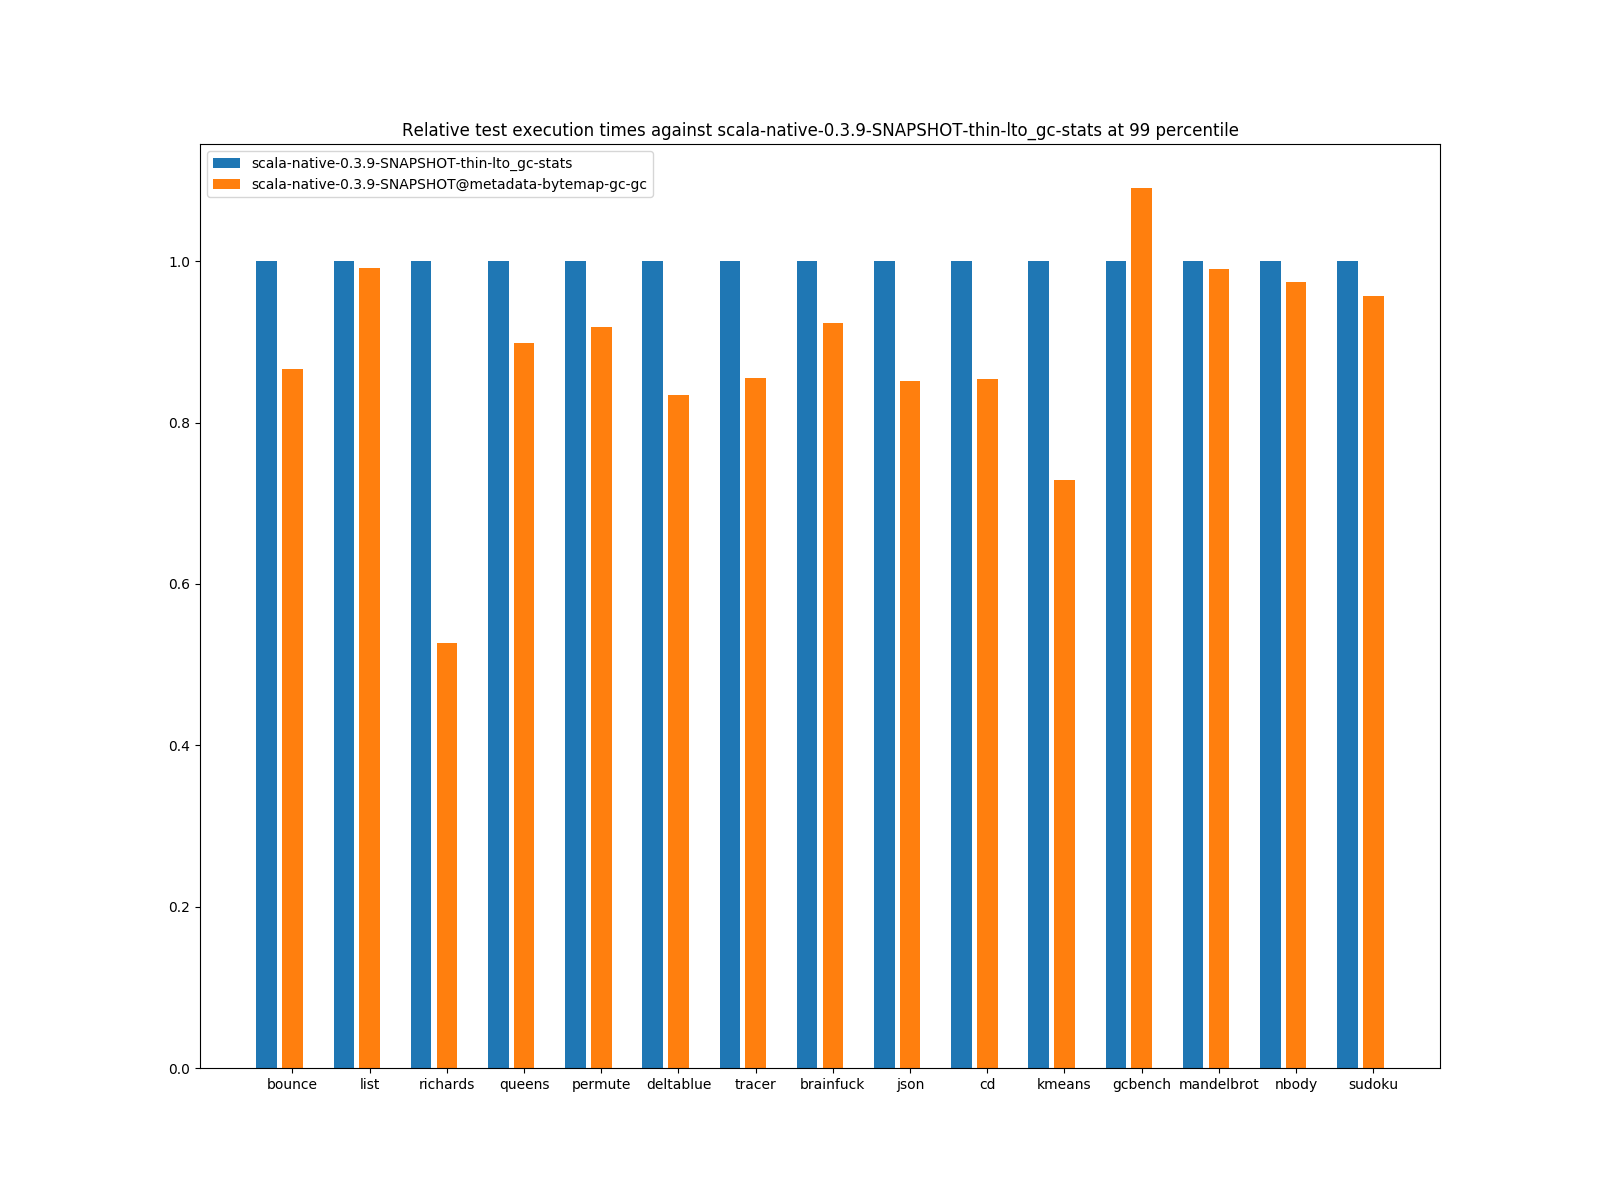 Relative test execution times against scala-native-0.3.9-SNAPSHOT-thin-lto_gc-stats at 99 percentile
scala-native-0.3.9-SNAPSHOT-thin-lto_gc-stats
scala-native-0.3.9-SNAPSHOT@metadata-bytemap-gc-gc
1.0
0.8
0.6
0.4
0.2
0.0
bounce list richards queens permute deltablue tracer brainfuck json cd kmeans gcbench mandelbrot nbody sudoku